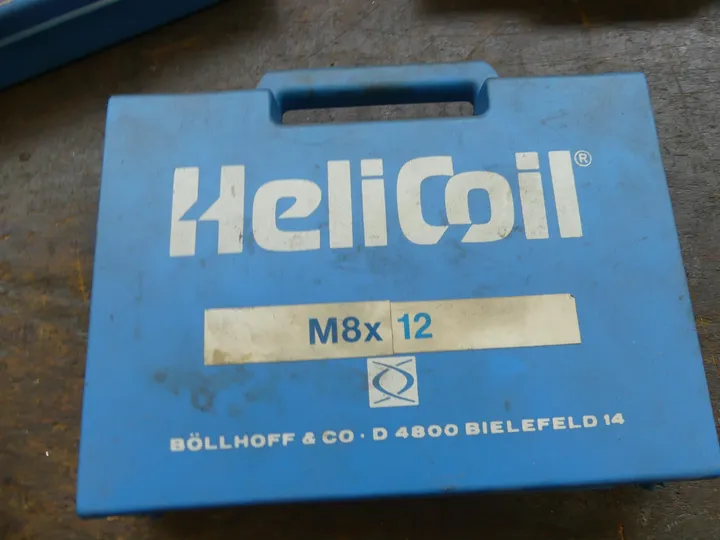 HeliCoil®
M8x 12
BÖLLHOFF & CO · D 4800 BIELEFELD 14